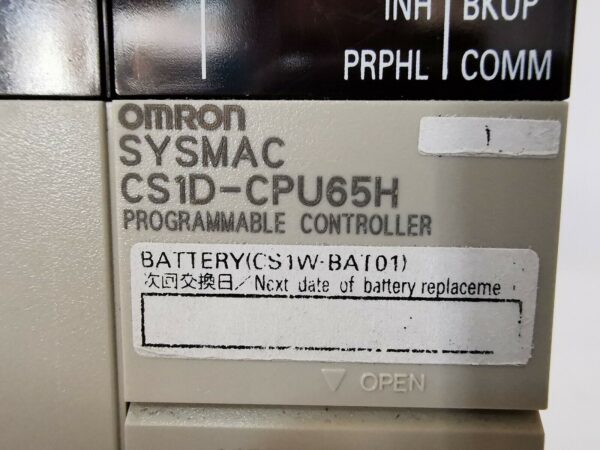 INH BKUP
PRPHL COMM
OMRON
SYSMAC
CS1D-CPU65H
PROGRAMMABLE CONTROLLER
1
BATTERY(CS1W-BAT01)
次回交換日/Next date of battery replaceme
▽ OPEN